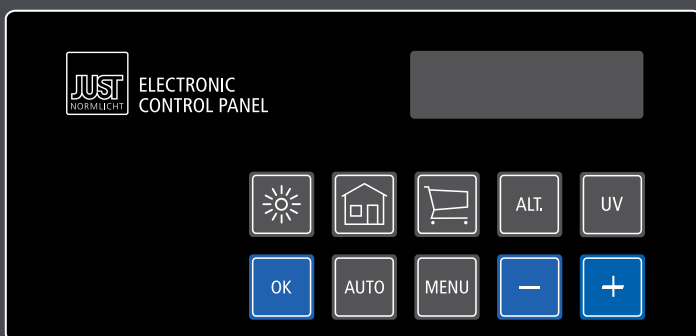 JUST
NORMLICHT
ELECTRONIC
CONTROL PANEL
ALT. UV
OK AUTO MENU − +